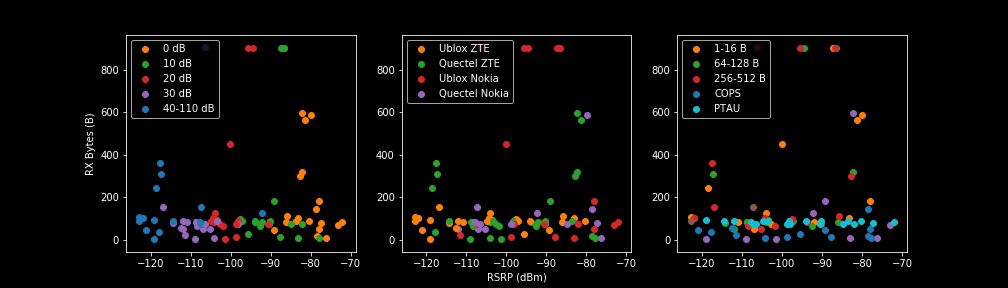 0 dB
10 dB
20 dB
30 dB
40-110 dB
RX Bytes (B)
800
600
400
200
0
−120 −110 −100 −90 −80 −70
Ublox ZTE
Quectel ZTE
Ublox Nokia
Quectel Nokia
800
600
400
200
0
−120 −110 −100 −90 −80 −70
RSRP (dBm)
1-16 B
64-128 B
256-512 B
COPS
PTAU
800
600
400
200
0
−120 −110 −100 −90 −80 −70